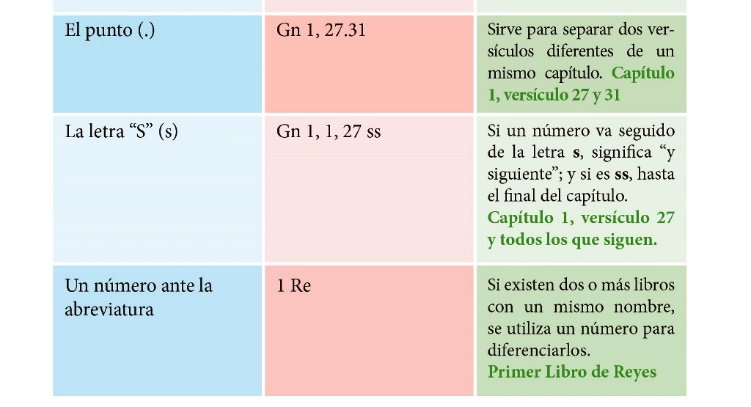 El punto (.)
Gn 1, 27.31
Sirve para separar dos ver-
sículos diferentes de un
mismo capítulo. Capítulo
1, versículo 27 y 31
La letra “S” (s)
Gn 1, 1, 27 ss
Si un número va seguido
de la letra s, significa “y
siguiente”; y si es ss, hasta
el final del capítulo.
Capítulo 1, versículo 27
y todos los que siguen.
Un número ante la
abreviatura
1 Re
Si existen dos o más libros
con un mismo nombre,
se utiliza un número para
diferenciarlos.
Primer Libro de Reyes